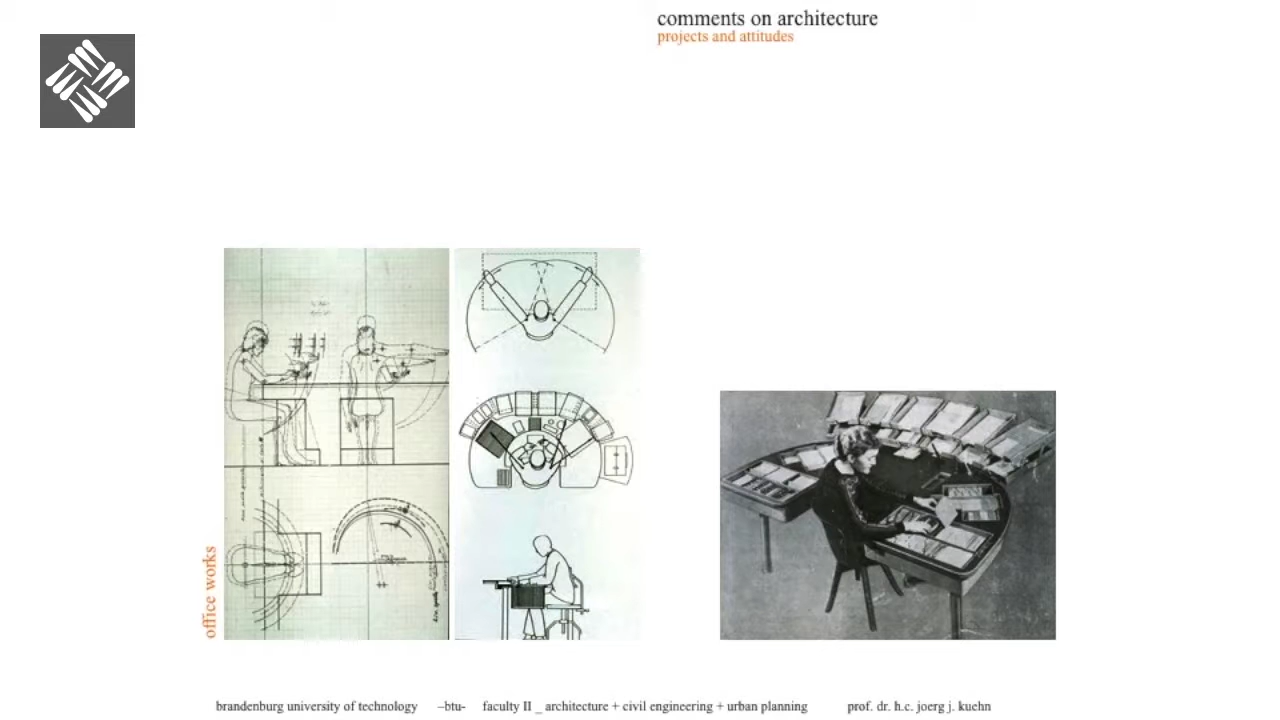 comments on architecture
projects and attitudes
office works
brandenburg university of technology –btu- faculty II _ architecture + civil engineering + urban planning prof. dr. h.c. joerg j. kuehn